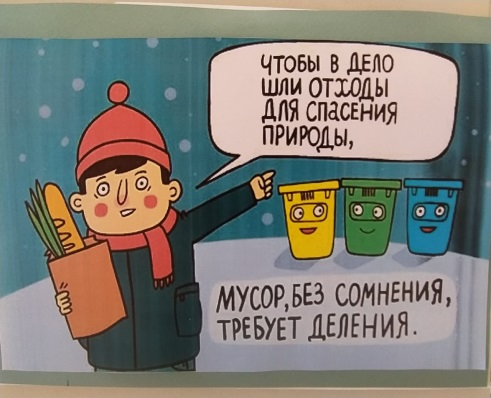 ЧТОБЫ В ДЕЛО
ШЛИ ОТХОДЫ
ДЛЯ СПАСЕНИЯ
ПРИРОДЫ,
МУСОР, БЕЗ СОМНЕНИЯ,
ТРЕБУЕТ ДЕЛЕНИЯ.